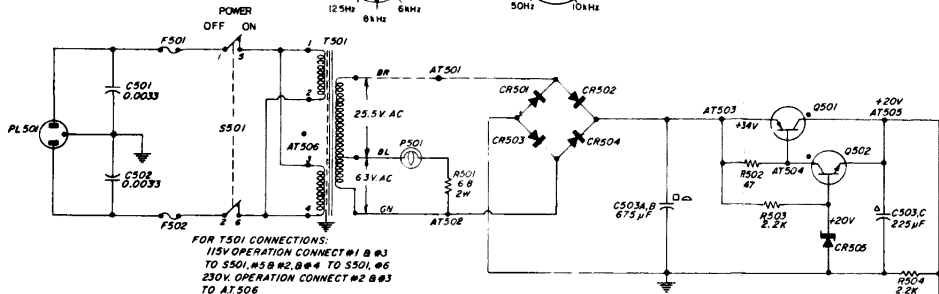 125Hz 6kHz
8kHz
50Hz 10kHz
POWER
OFF ON
F501
1 5
T501
1
2
3
4
C501
0.0033
PL501
S501
AT506
C502
0.0033
F502
2 6
BR
AT501
25.5V. AC
BL
P501
6.3V. AC
GN
R501
68
2W
AT502
CR501
CR502
CR503
CR504
AT503
Q501
+20V
AT505
+34V
R502
47
AT504
Q502
C503A,B
675µF
R503
2.2K
+20V
CR505
C503,C
225µF
R504
2.2K
FOR T501 CONNECTIONS:
115V OPERATION CONNECT #1 & #3
TO S501, #5 & #2, & #4 TO S501, #6
230V. OPERATION CONNECT #2 & #3
TO A.T. 506